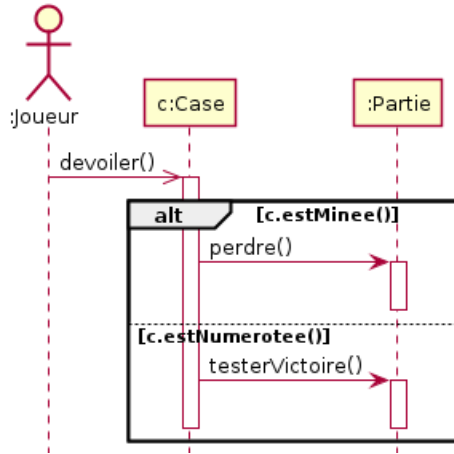 :Joueur
c:Case
:Partie
devoiler()
alt
[c.estMinee()]
perdre()
[c.estNumerotee()]
testerVictoire()